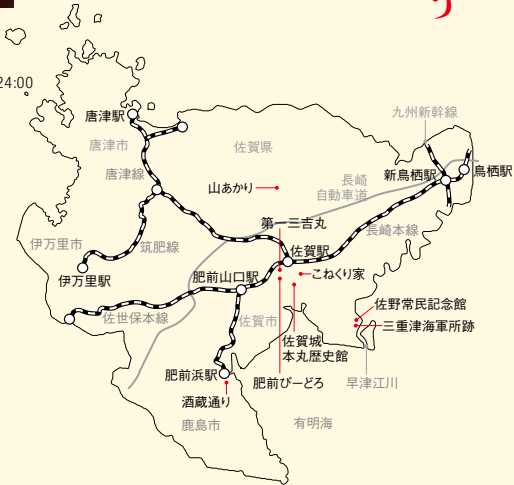 う
24:00
唐津駅
九州新幹線
唐津市
佐賀県
唐津線
山あかり
長崎
自動車道
新鳥栖駅
鳥栖駅
第一三吉丸
長崎本線
伊万里市
筑肥線
佐賀駅
伊万里駅
肥前山口駅
こねくり家
佐世保本線
佐賀市
佐野常民記念館
三重津海軍所跡
佐賀城
本丸歴史館
肥前浜駅
肥前びーどろ
早津江川
酒蔵通り
鹿島市
有明海